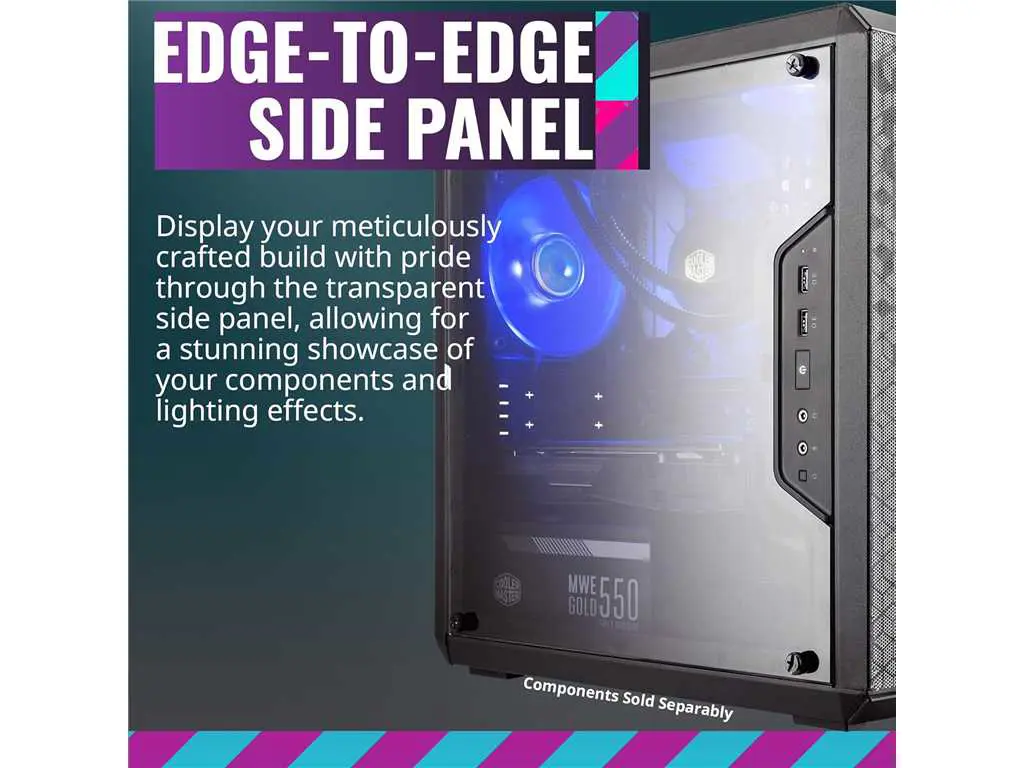 EDGE-TO-EDGE
SIDE PANEL
Display your meticulously
crafted build with pride
through the transparent
side panel, allowing for
a stunning showcase of
your components and
lighting effects.
COOLER
MASTER
MWE
GOLD 550
Components Sold Separably